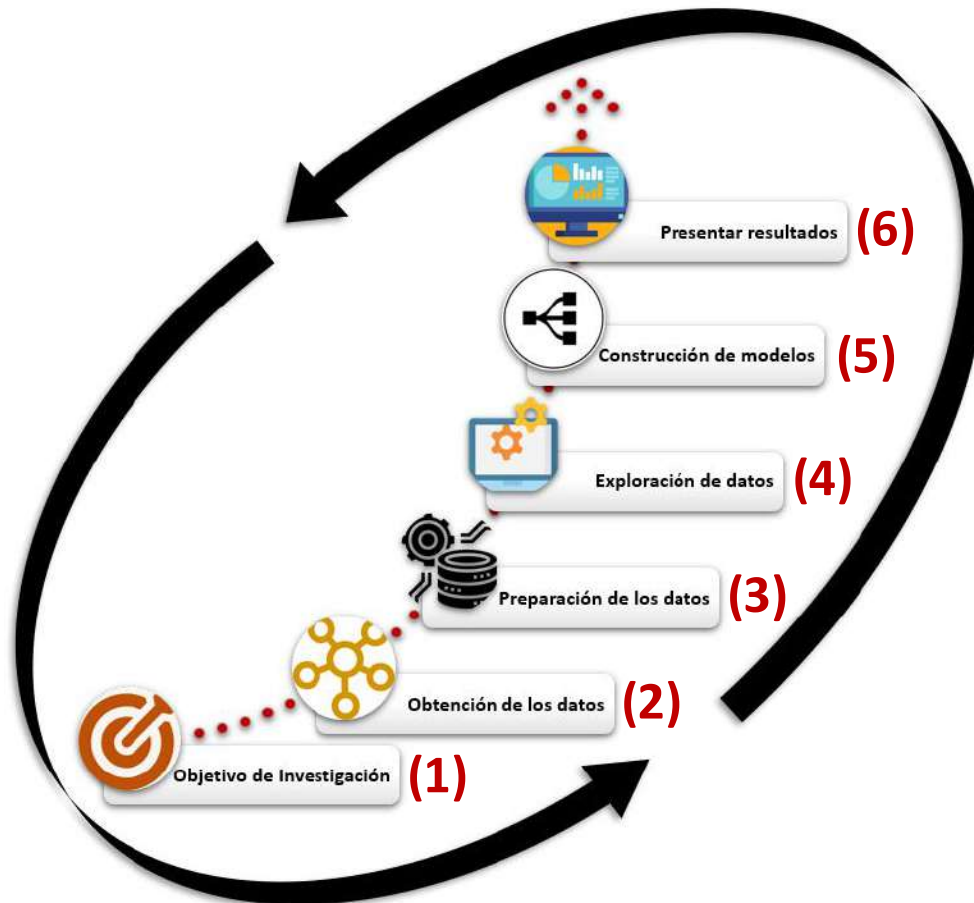 Presentar resultados (6)
Construcción de modelos (5)
Exploración de datos (4)
Preparación de los datos (3)
Obtención de los datos (2)
Objetivo de Investigación (1)